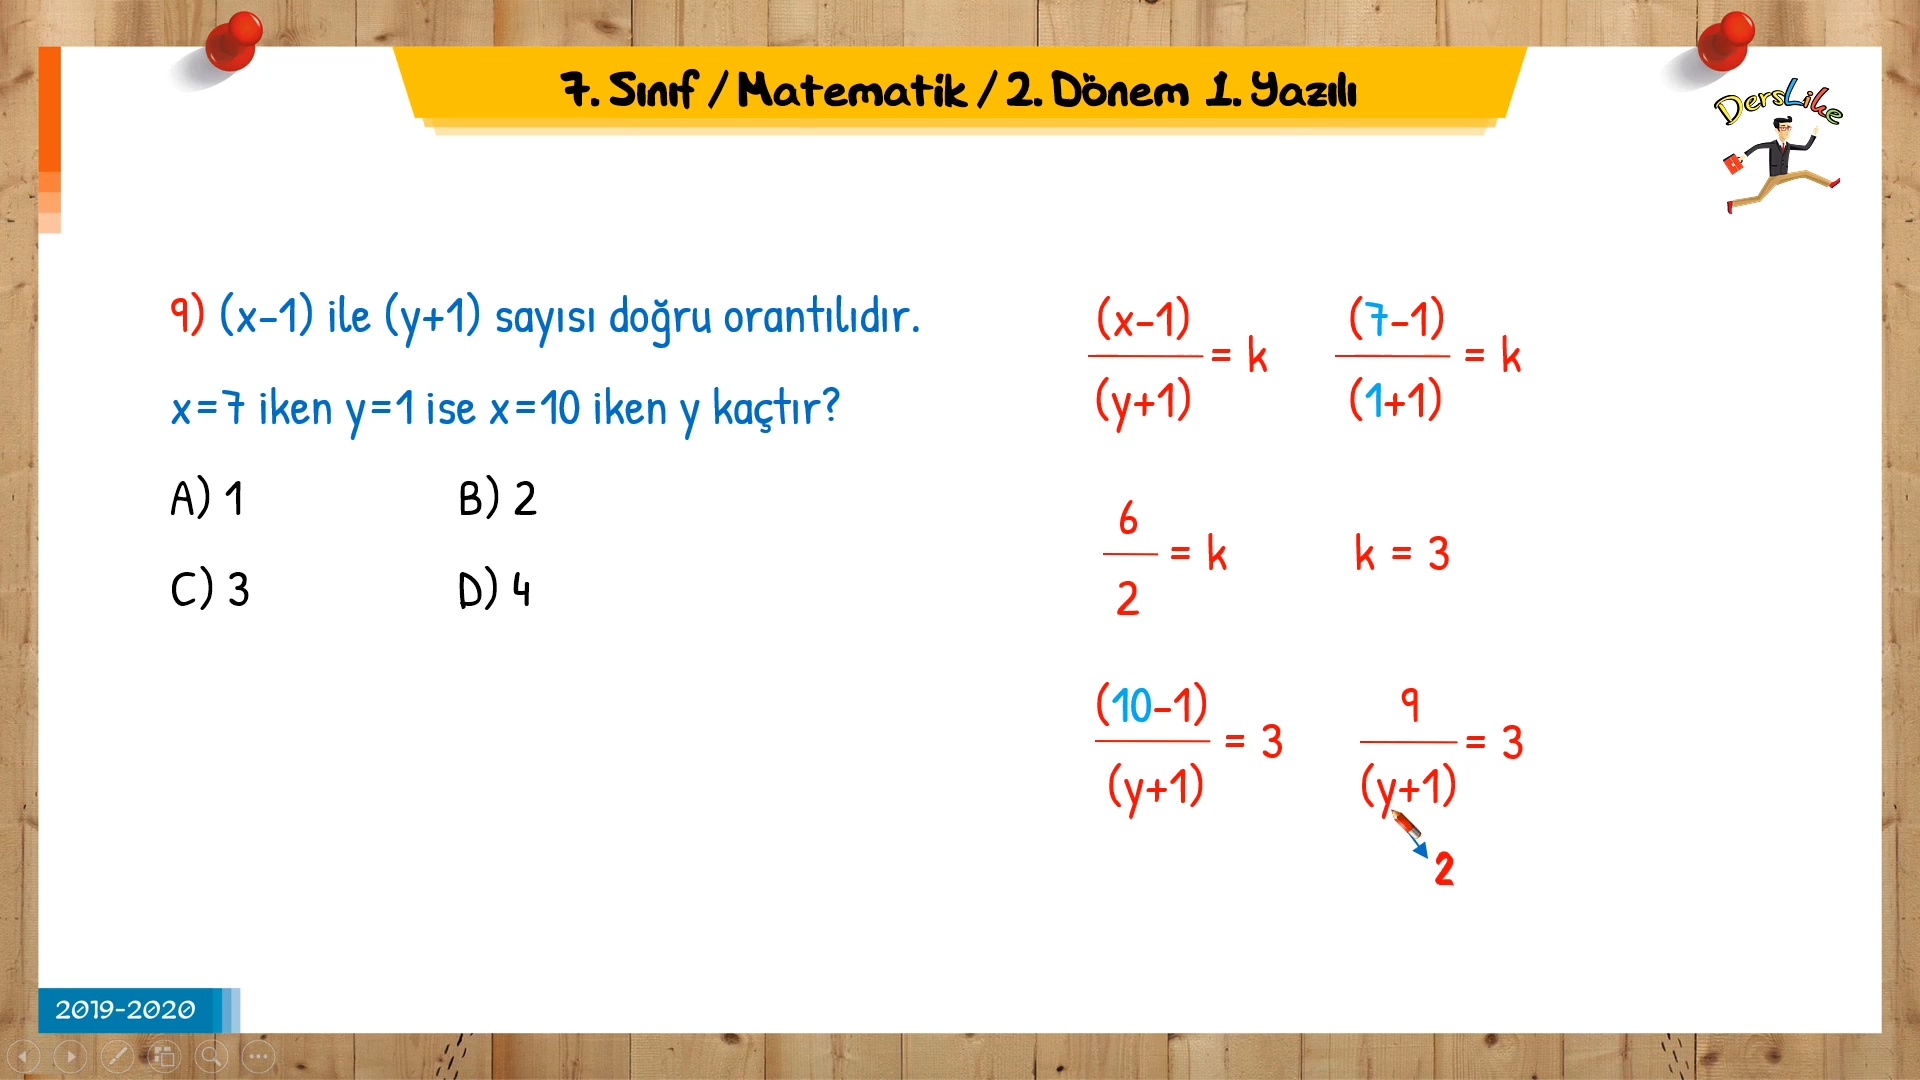 7. Sınıf / Matematik / 2. Dönem 1. Yazılı
DersLike
9) (x-1) ile (y+1) sayısı doğru orantılıdır.
x=7 iken y=1 ise x=10 iken y kaçtır?
A) 1 B) 2
C) 3 D) 4
(x-1)
(y+1) = k
(7-1)
(1+1) = k
6
2 = k
k = 3
(10-1)
(y+1) = 3
9
(y+1) = 3
2
2019-2020